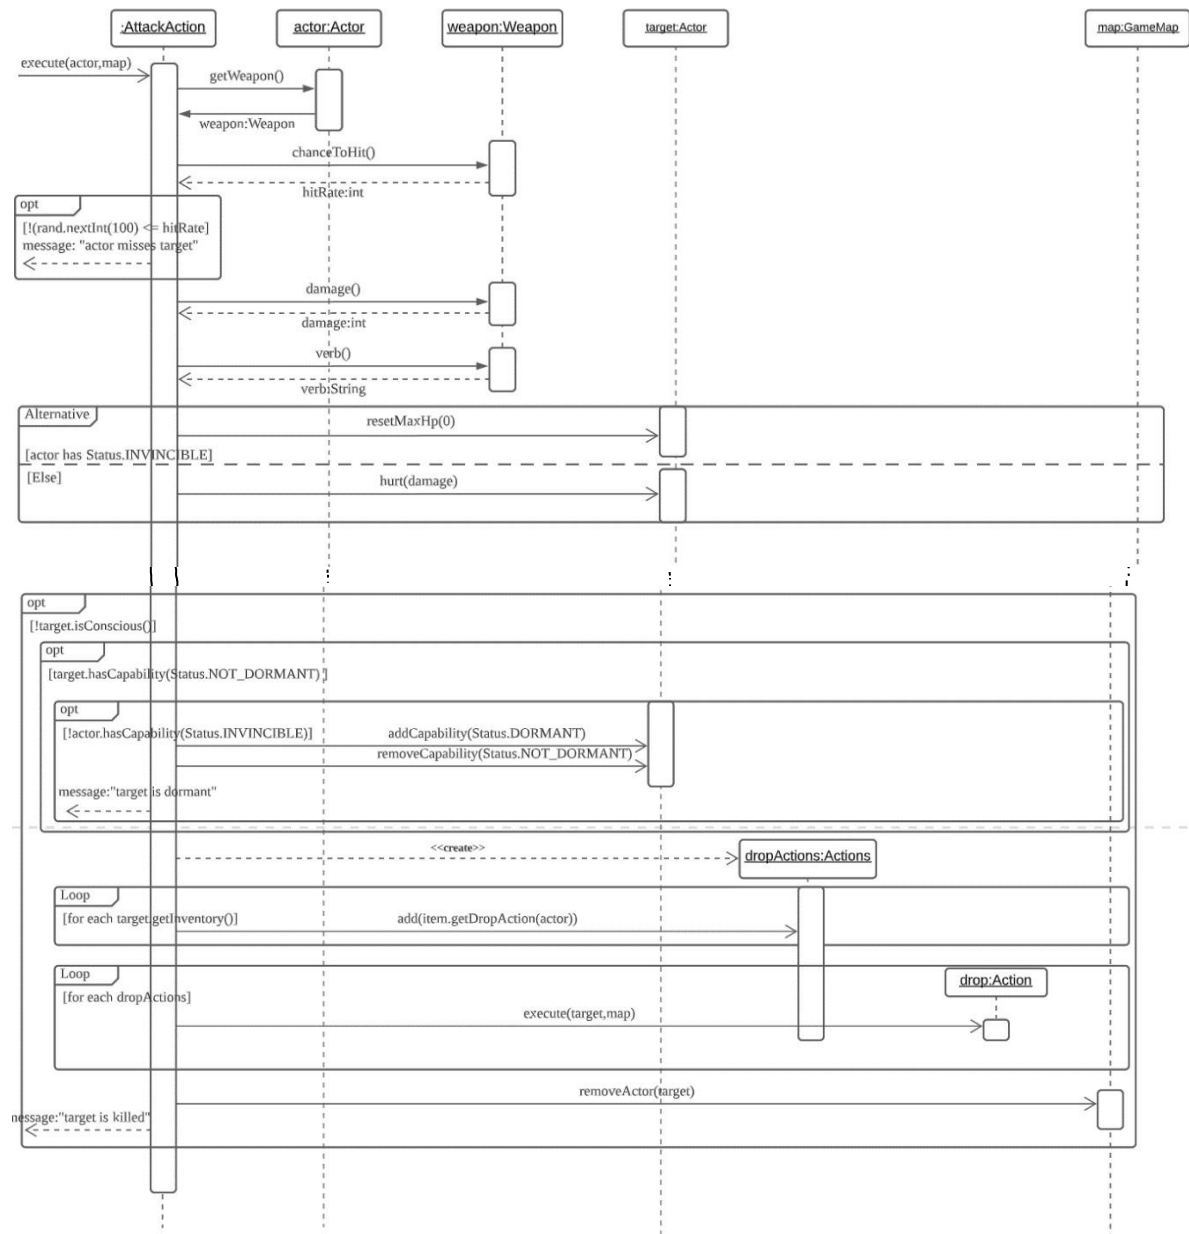 :AttackAction
actor:Actor
weapon:Weapon
target:Actor
map:GameMap
execute(actor,map)
getWeapon()
weapon:Weapon
chanceToHit()
hitRate:int
opt
[!(rand.nextInt(100) <= hitRate]
message: "actor misses target"
damage()
damage:int
verb()
verb:String
Alternative
resetMaxHp(0)
[actor has Status.INVINCIBLE]
[Else]
hurt(damage)
opt
[!target.isConscious()]
opt
[target.hasCapability(Status.NOT_DORMANT) ]
opt
[!actor.hasCapability(Status.INVINCIBLE)]
addCapability(Status.DORMANT)
removeCapability(Status.NOT_DORMANT)
message:"target is dormant"
<<create>>
dropActions:Actions
Loop
[for each target.getInventory()]
add(item.getDropAction(actor))
Loop
[for each dropActions]
drop:Action
execute(target,map)
removeActor(target)
nessage:"target is killed"